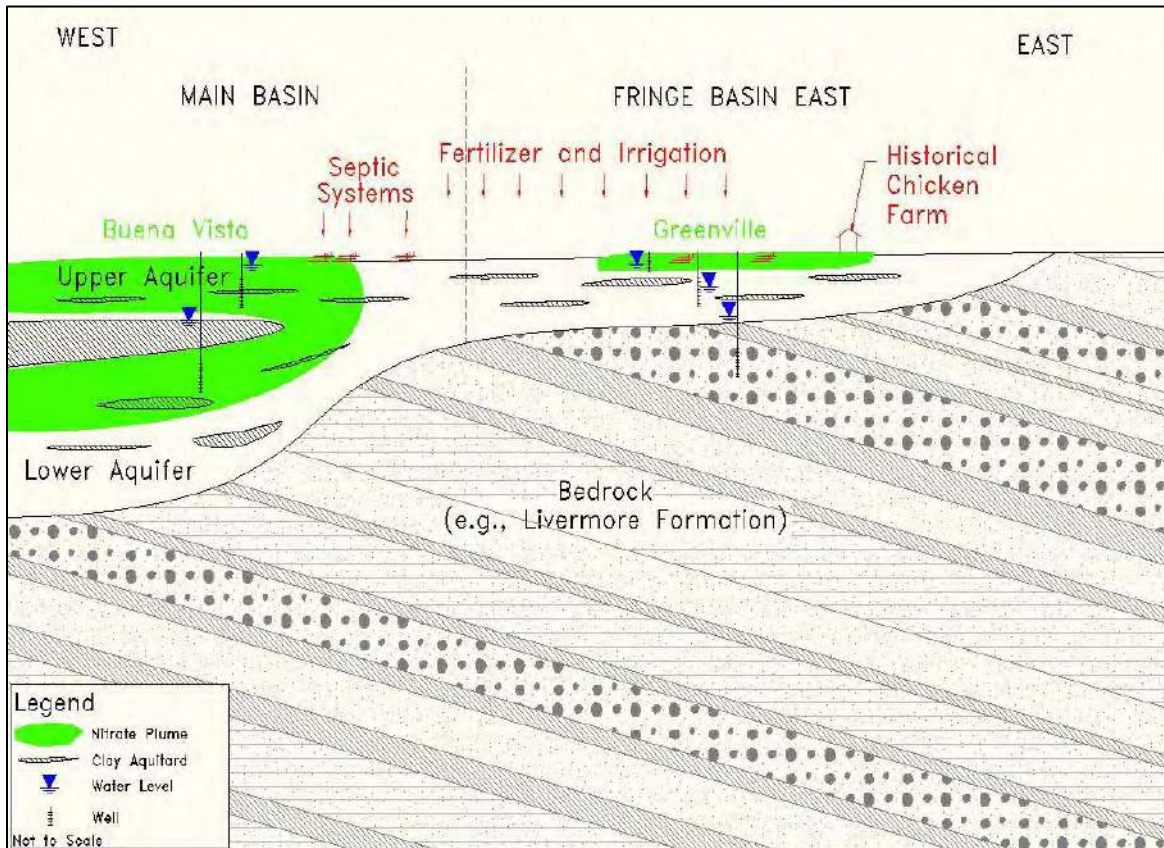 WEST
EAST
MAIN BASIN
FRINGE BASIN EAST
Septic
Systems
Fertilizer and Irrigation
Historical
Chicken
Farm
Buena Vista
Greenville
Upper Aquifer
Lower Aquifer
Bedrock
(e.g., Livermore Formation)
Legend
Nitrate Plume
Clay Aquitard
Water Level
Well
Not to Scale